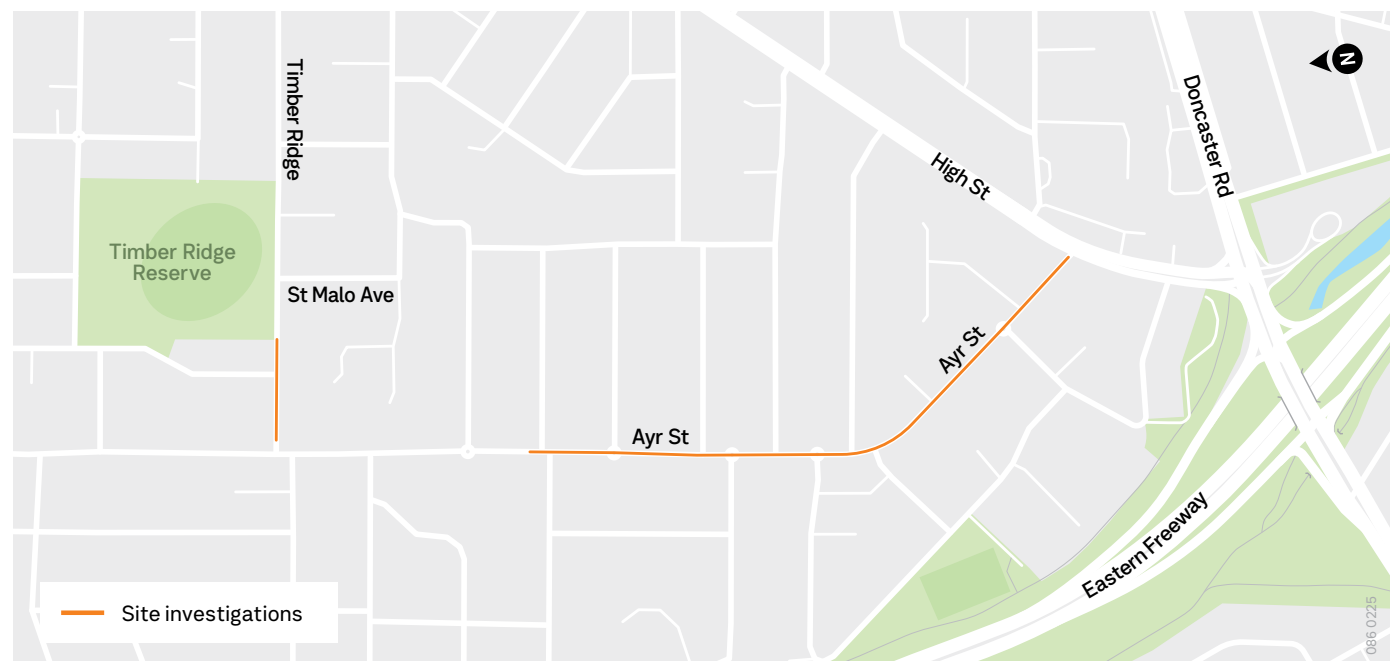 Timber Ridge
N
Doncaster Rd
High St
Timber Ridge
Reserve
St Malo Ave
Ayr St
Ayr St
Eastern Freeway
Site investigations
086 0225